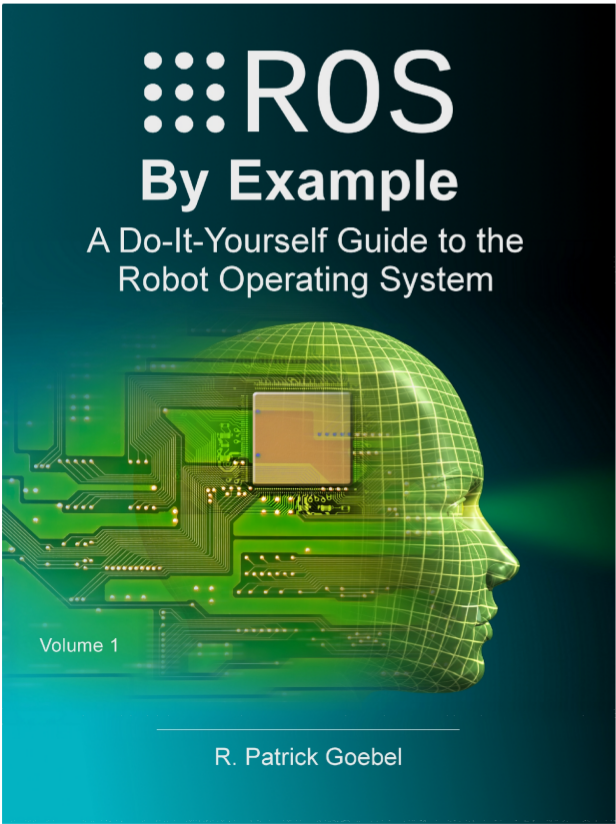 ROS
By Example
A Do-It-Yourself Guide to the
Robot Operating System
Volume 1
R. Patrick Goebel